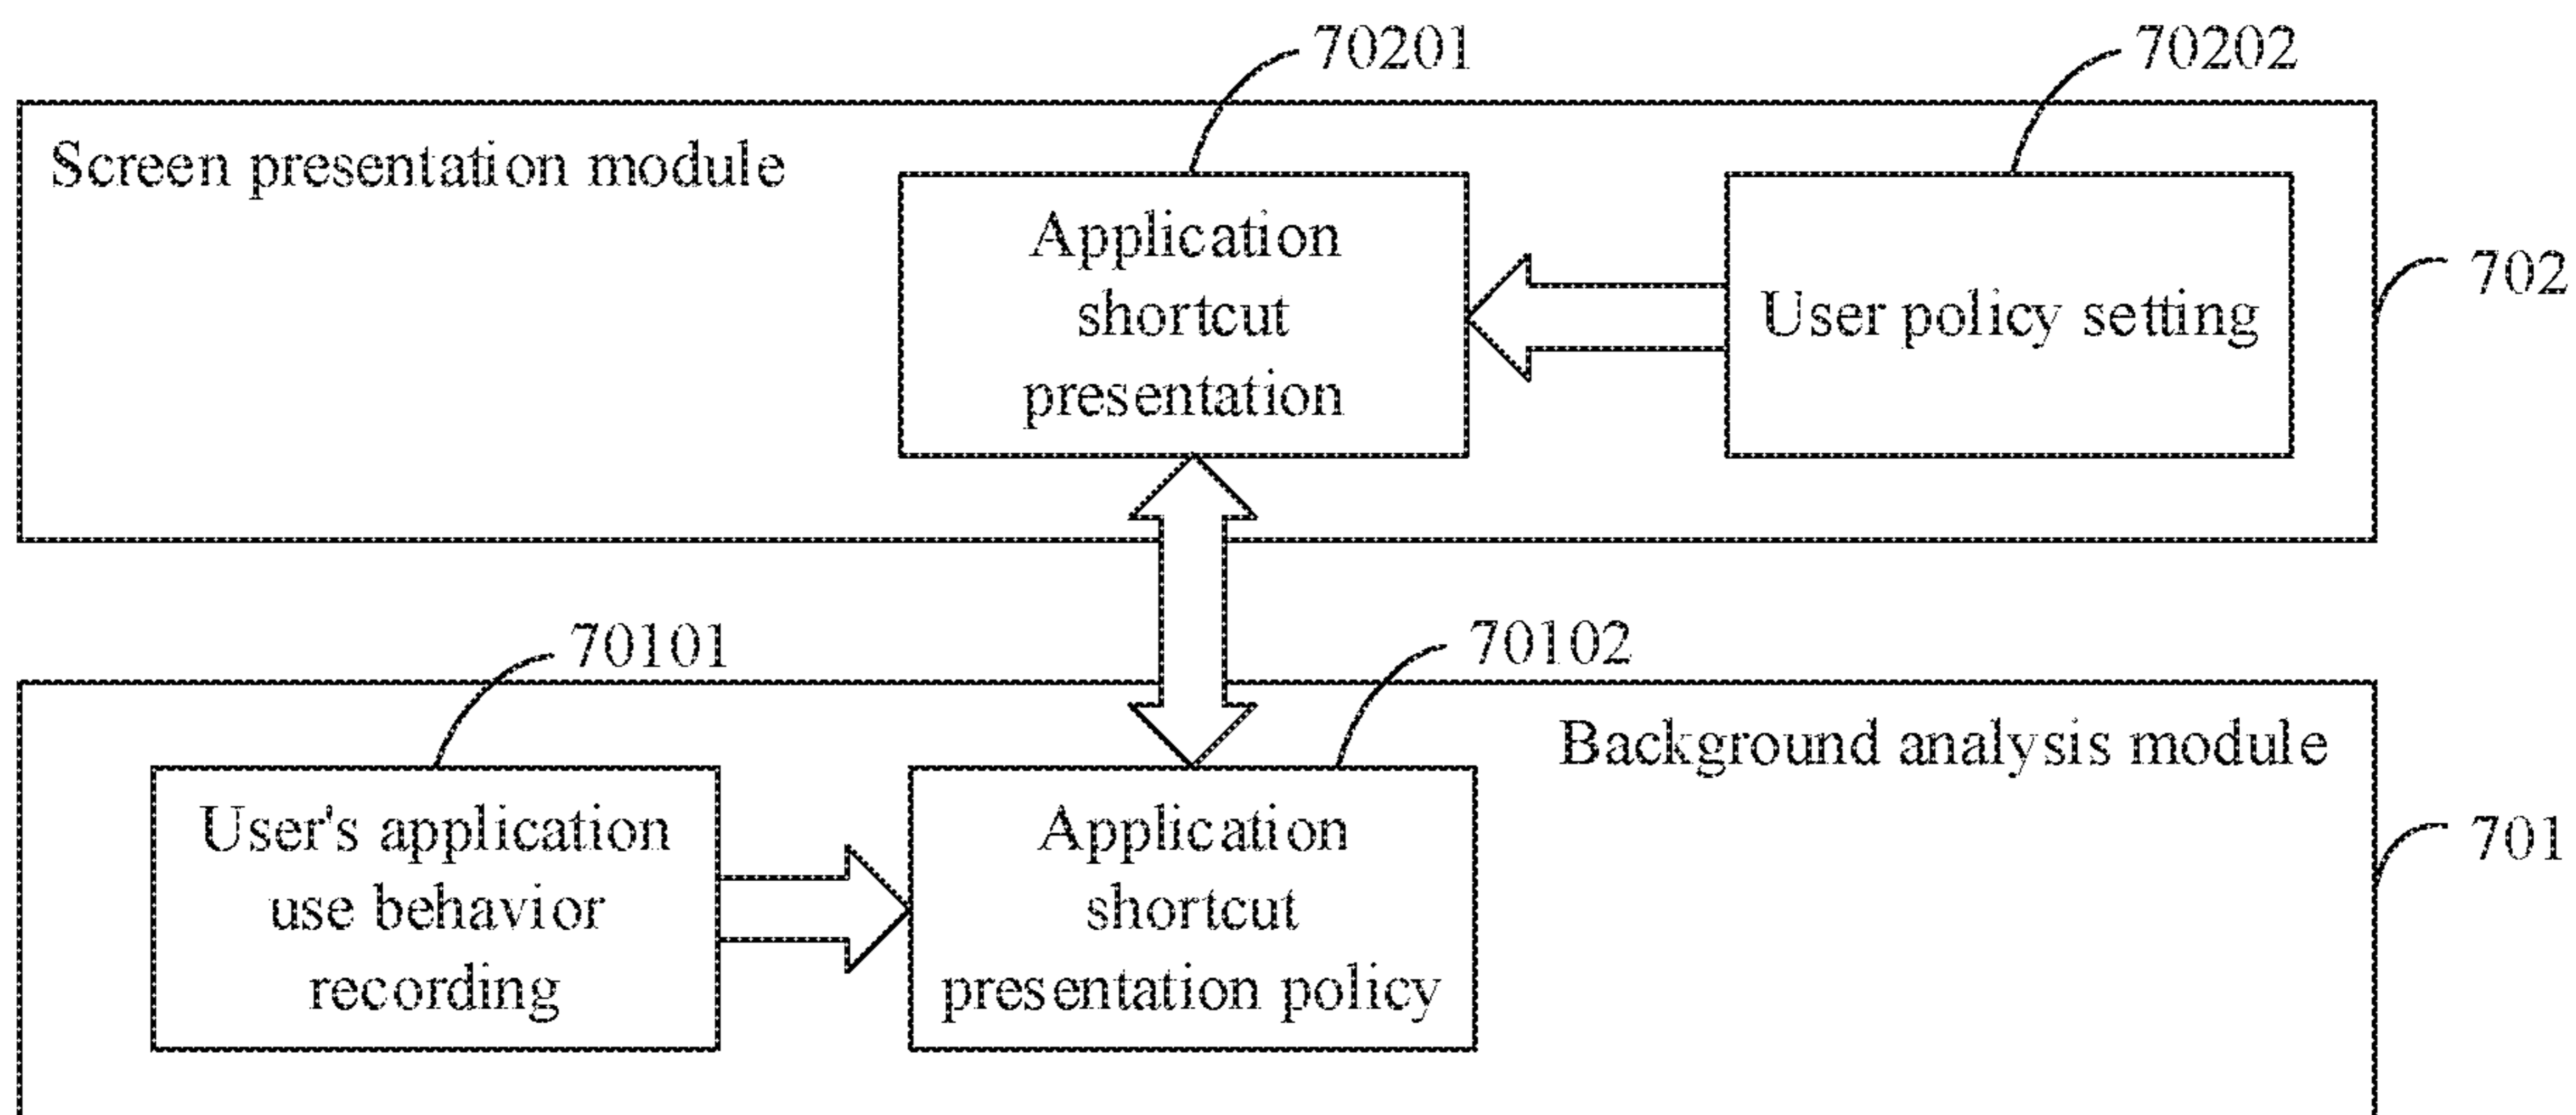 70201
70202
Screen presentation module
Application
shortcut
presentation
User policy setting
702
70101
70102
Background analysis module
User's application
use behavior
recording
Application
shortcut
presentation policy
701